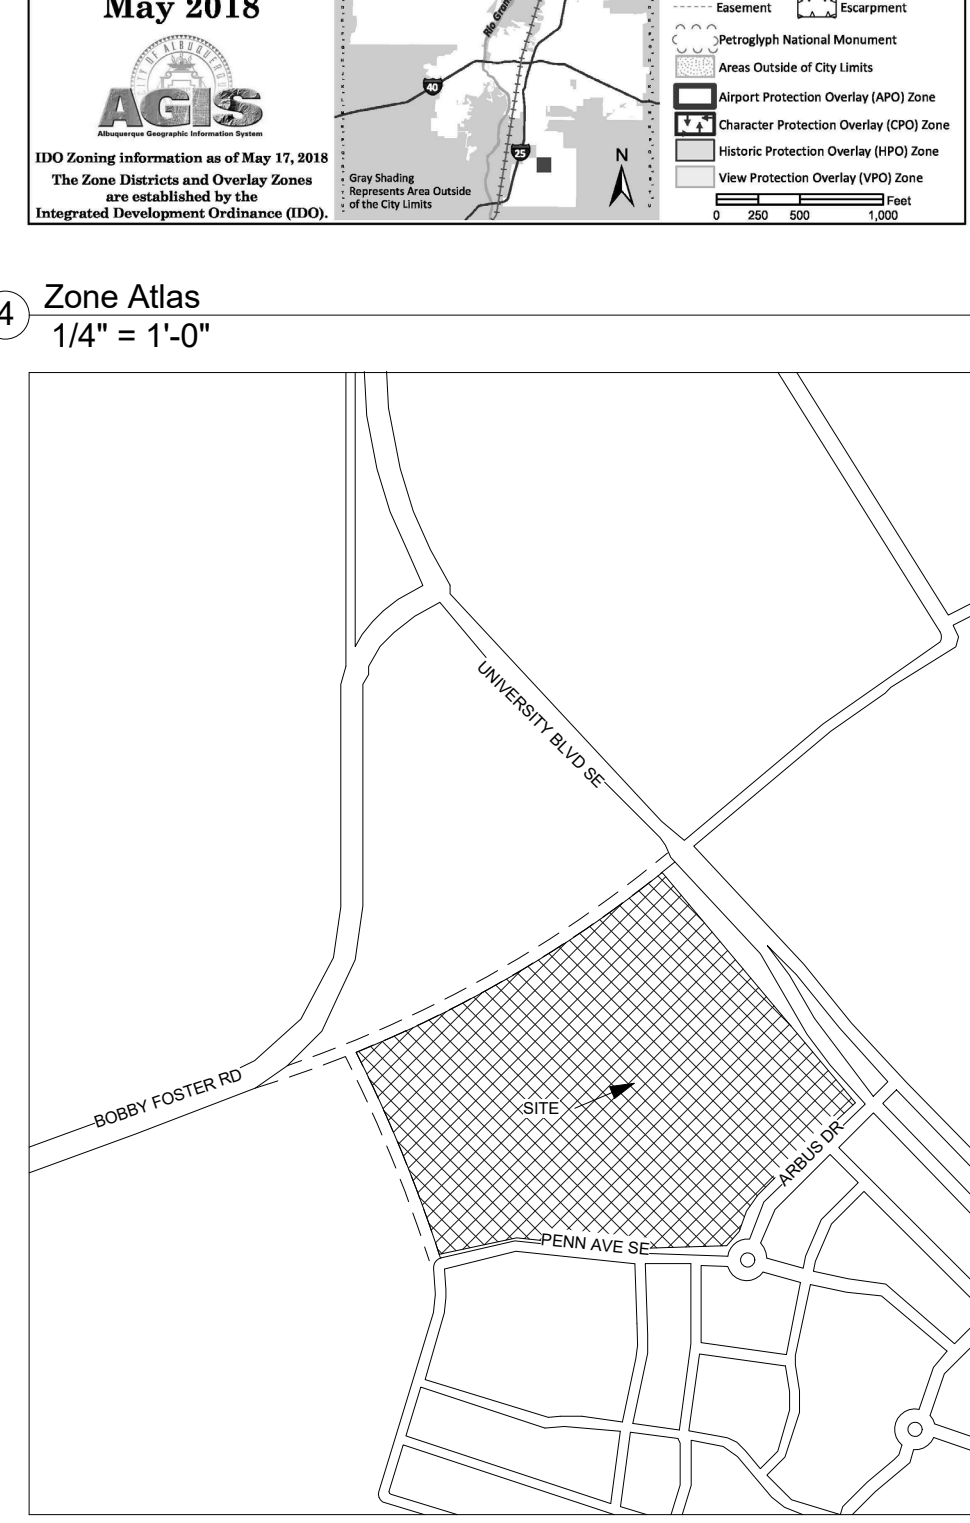 May 2018
CITY OF ALBUQUERQUE
AGIS
Albuquerque Geographic Information System
IDO Zoning information as of May 17, 2018
The Zone Districts and Overlay Zones
are established by the
Integrated Development Ordinance (IDO).
40
25
Gray Shading
Represents Area Outside
of the City Limits
N
Easement
Escarpment
Petroglyph National Monument
Areas Outside of City Limits
Airport Protection Overlay (APO) Zone
Character Protection Overlay (CPO) Zone
Historic Protection Overlay (HPO) Zone
View Protection Overlay (VPO) Zone
Feet
0 250 500 1,000
4
Zone Atlas
1/4" = 1'-0"
UNIVERSITY BLVD SE
BOBBY FOSTER RD
SITE
ARBUS DR
PENN AVE SE